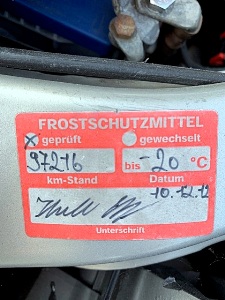 FROSTSCHUTZMITTEL
x geprüft gewechselt
97216 bis -20 °C
km-Stand Datum
10.12.12
Unterschrift